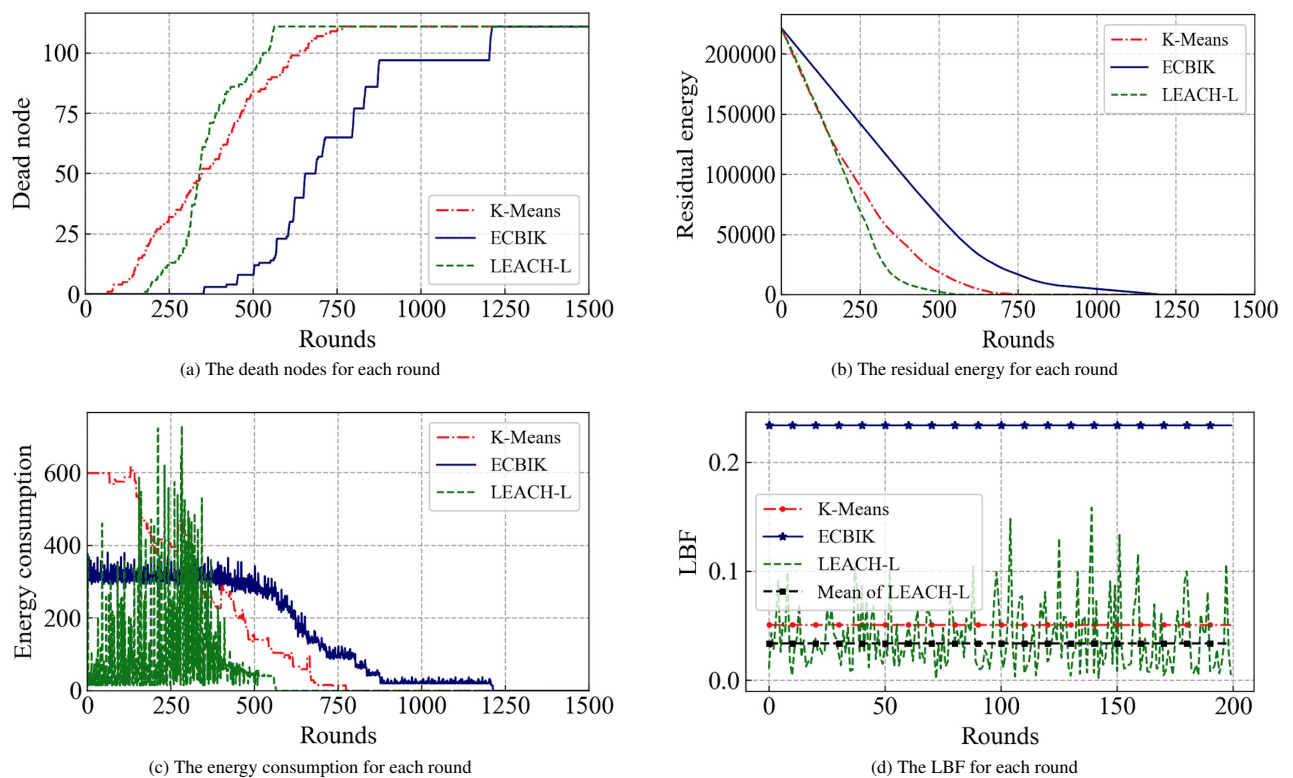 100
75
50
25
0
Dead node
K-Means
ECBIK
LEACH-L
0 250 500 750 1000 1250 1500
Rounds
(a) The death nodes for each round
200000
150000
100000
50000
0
Residual energy
K-Means
ECBIK
LEACH-L
0 250 500 750 1000 1250 1500
Rounds
(b) The residual energy for each round
600
400
200
0
Energy consumption
K-Means
ECBIK
LEACH-L
0 250 500 750 1000 1250 1500
Rounds
(c) The energy consumption for each round
0.2
0.1
0.0
LBF
K-Means
ECBIK
LEACH-L
Mean of LEACH-L
0 50 100 150 200
Rounds
(d) The LBF for each round